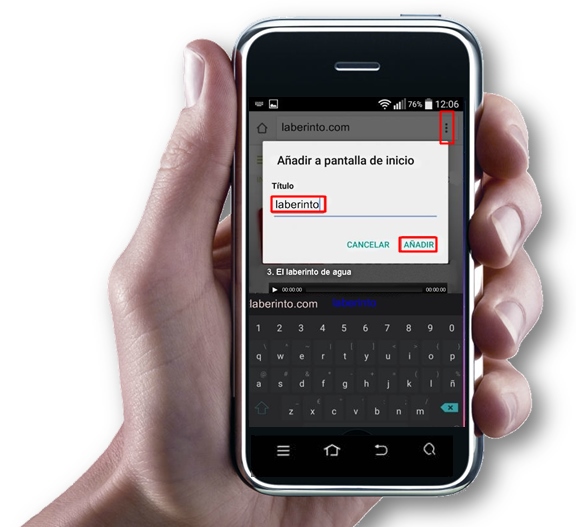 76% 12:06
laberinto.com
Añadir a pantalla de inicio
Título
laberinto
CANCELAR AÑADIR
3. El laberinto de agua
00:00:00 00:00:00
laberinto.com laberinto
1 2 3 4 5 6 7 8 9 0
q w e r t y u i o p
a s d f g h j k l ñ
z x c v b n m